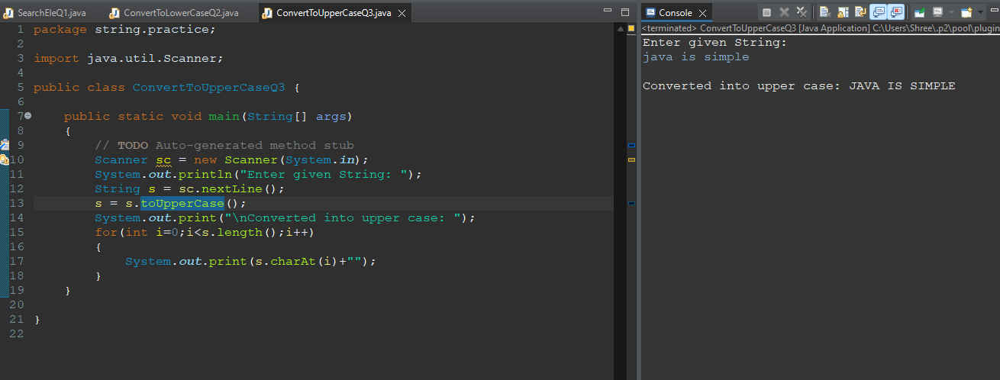 SearchEleQ1.java ConvertToLowerCaseQ2.java ConvertToUpperCaseQ3.java
1 package string.practice;
2
3 import java.util.Scanner;
4
5 public class ConvertToUpperCaseQ3 {
6
7 public static void main(String[] args)
8 {
9 // TODO Auto-generated method stub
10 Scanner sc = new Scanner(System.in);
11 System.out.println("Enter given String: ");
12 String s = sc.nextLine();
13 s = s.toUpperCase();
14 System.out.print("\nConverted into upper case: ");
15 for(int i=0;i<s.length();i++)
16 {
17 System.out.print(s.charAt(i)+"");
18 }
19 }
20
21 }
22
Console
<terminated> ConvertToUpperCaseQ3 [Java Application] C:\Users\Shree\.p2\pool\plugin
Enter given String:
java is simple
Converted into upper case: JAVA IS SIMPLE